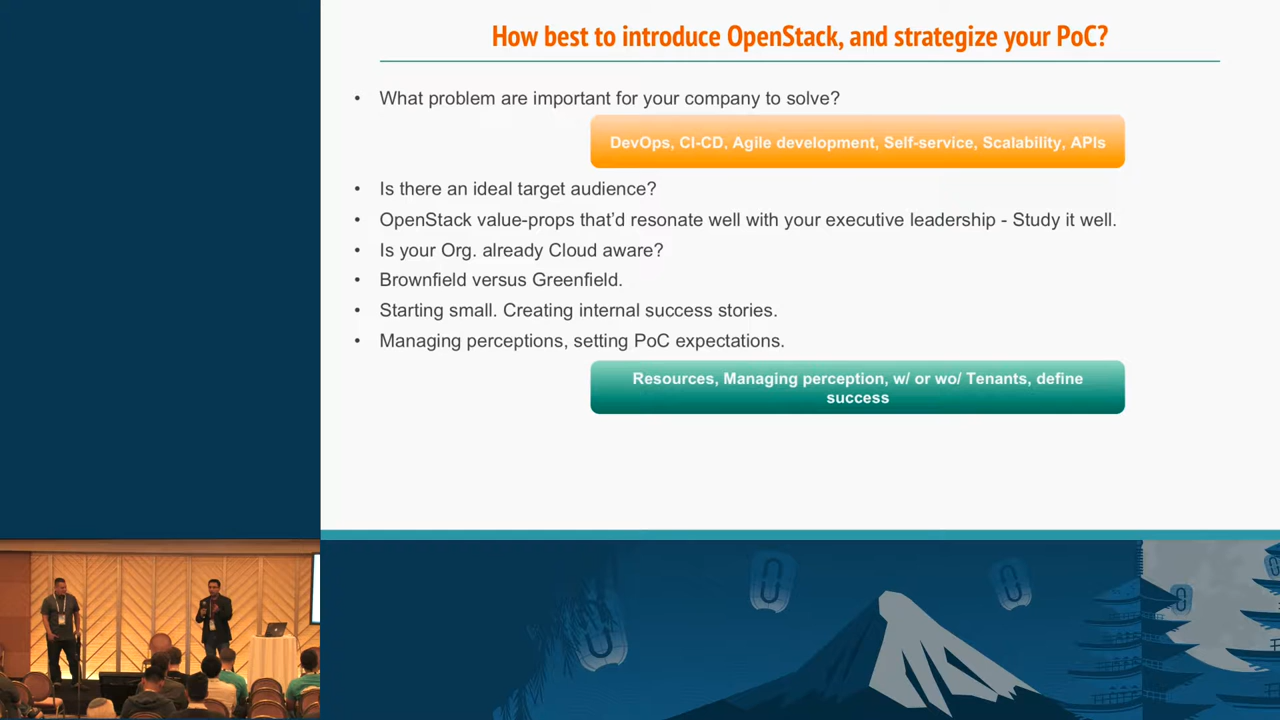 How best to introduce OpenStack, and strategize your PoC?
• What problem are important for your company to solve?
DevOps, CI-CD, Agile development, Self-service, Scalability, APIs
• Is there an ideal target audience?
• OpenStack value-props that'd resonate well with your executive leadership - Study it well.
• Is your Org. already Cloud aware?
• Brownfield versus Greenfield.
• Starting small. Creating internal success stories.
• Managing perceptions, setting PoC expectations.
Resources, Managing perception, w/ or wo/ Tenants, define
success